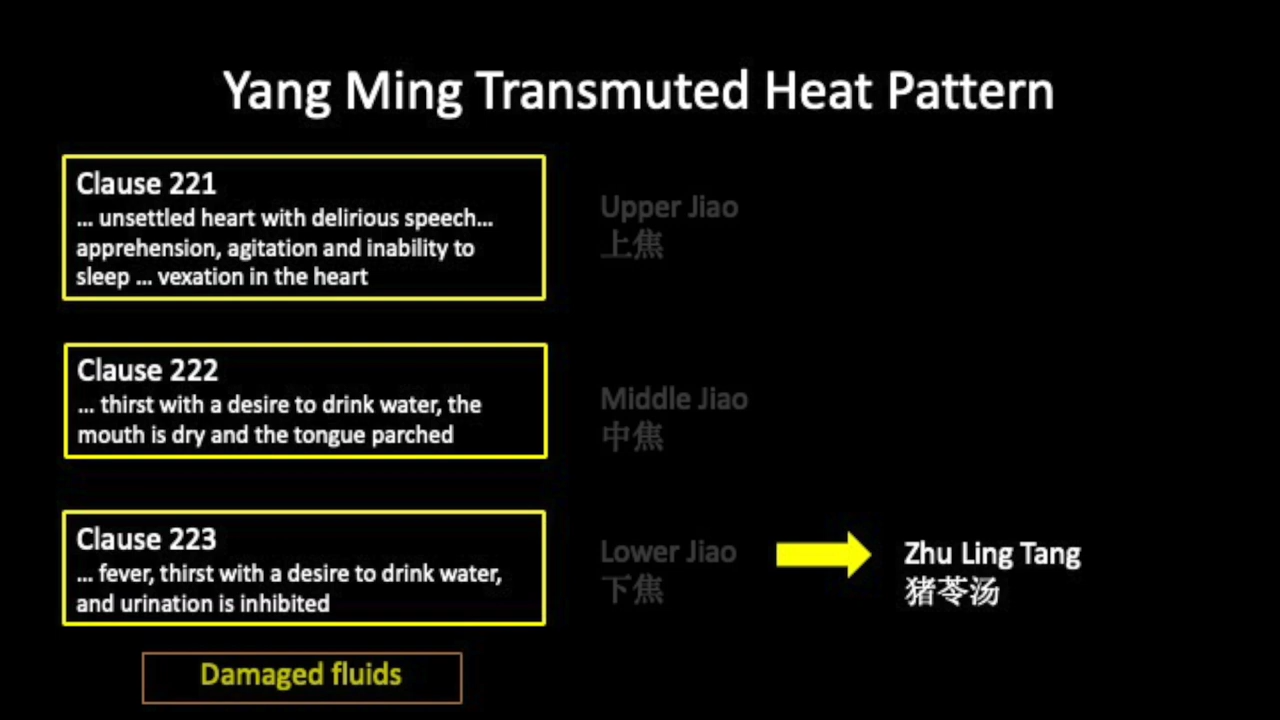 Yang Ming Transmuted Heat Pattern
Clause 221
... unsettled heart with delirious speech...
apprehension, agitation and inability to
sleep ... vexation in the heart
Upper Jiao
上焦
Clause 222
... thirst with a desire to drink water, the
mouth is dry and the tongue parched
Middle Jiao
中焦
Clause 223
... fever, thirst with a desire to drink water,
and urination is inhibited
Lower Jiao
下焦
Zhu Ling Tang
猪苓汤
Damaged fluids